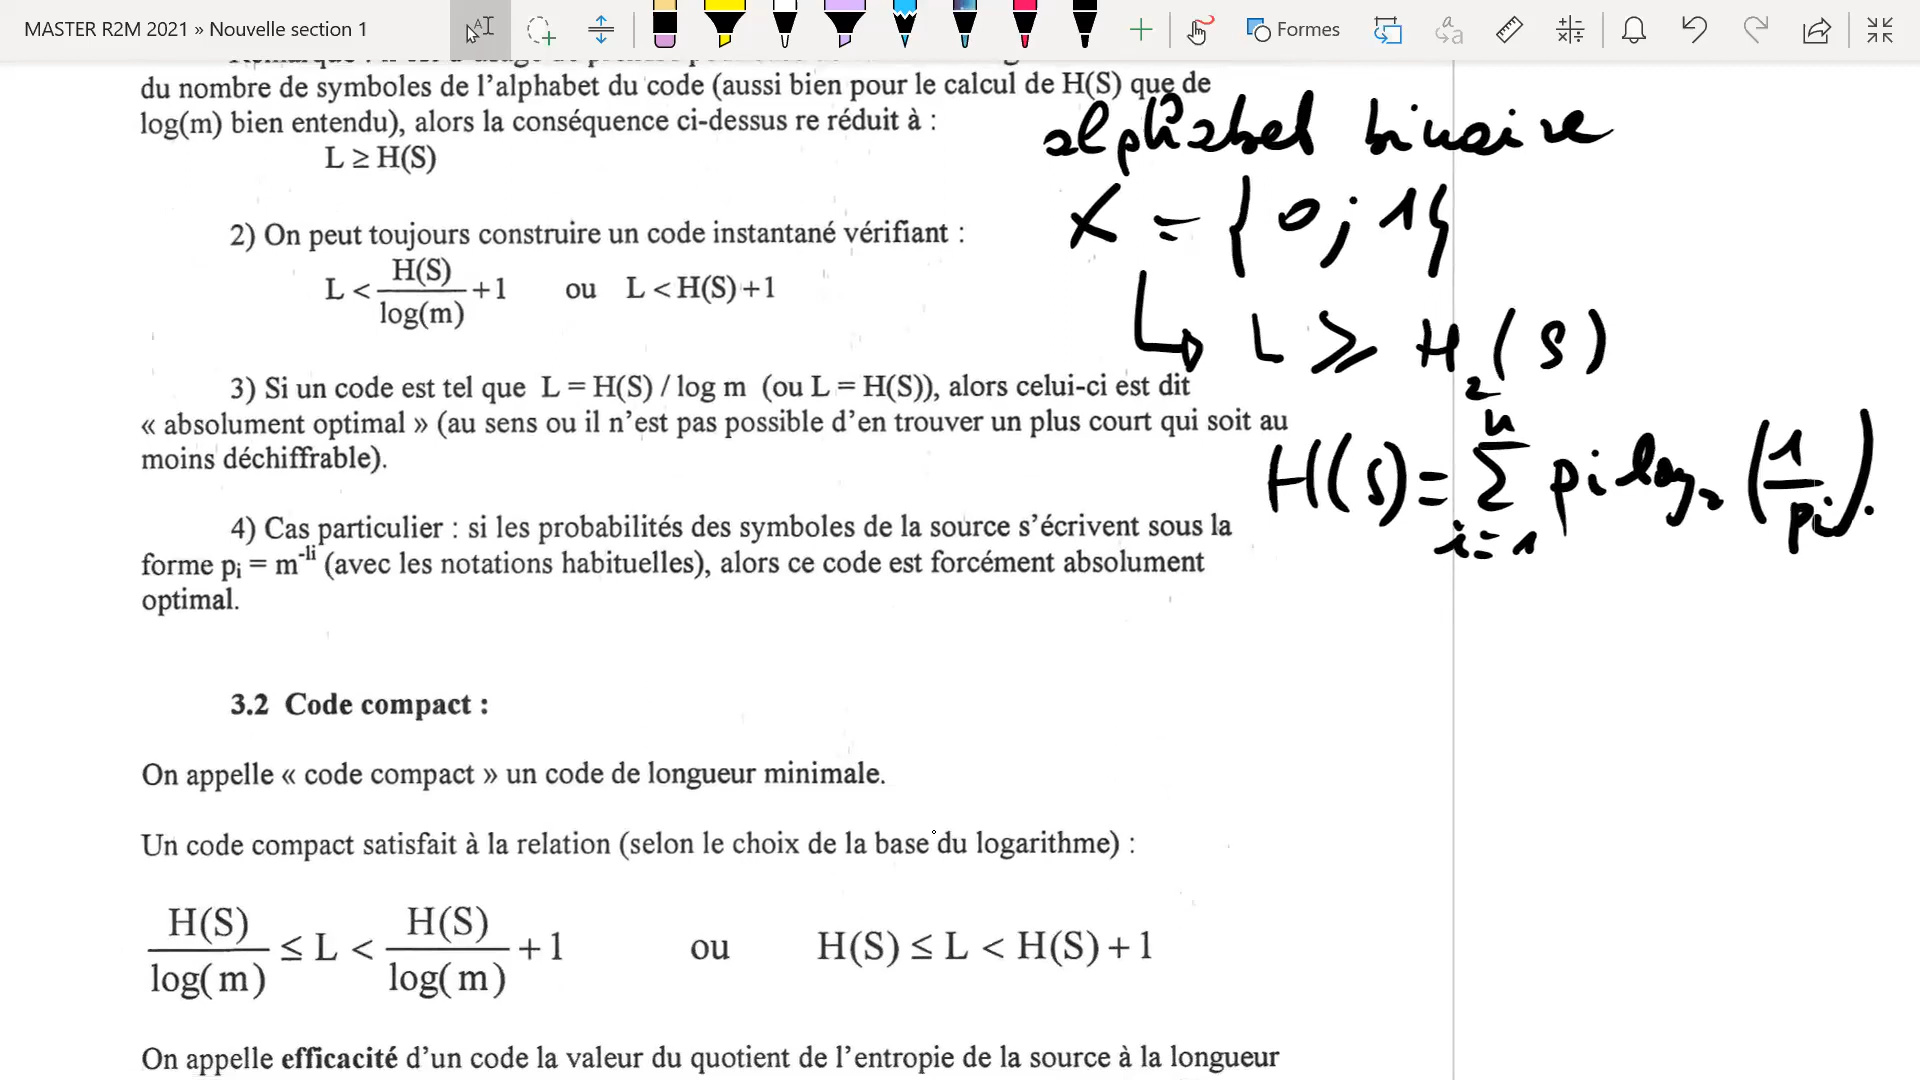 MASTER R2M 2021 » Nouvelle section 1
Formes
du nombre de symboles de l'alphabet du code (aussi bien pour le calcul de H(S) que de
log(m) bien entendu), alors la conséquence ci-dessus re réduit à :
L ≥ H(S)
alphabet binaire
X = { 0 ; 1 }
↳ L ≥ H₂(S)
H(S) = ∑ᵢ₌₁ⁿ pi log₂ (1/pi).
2) On peut toujours construire un code instantané vérifiant :
L < H(S)/log(m) + 1 ou L < H(S) + 1
3) Si un code est tel que L = H(S) / log m (ou L = H(S)), alors celui-ci est dit
« absolument optimal » (au sens ou il n'est pas possible d'en trouver un plus court qui soit au
moins déchiffrable).
4) Cas particulier : si les probabilités des symboles de la source s'écrivent sous la
forme pᵢ = m⁻ˡⁱ (avec les notations habituelles), alors ce code est forcément absolument
optimal.
3.2 Code compact :
On appelle « code compact » un code de longueur minimale.
Un code compact satisfait à la relation (selon le choix de la base du logarithme) :
H(S)/log(m) ≤ L < H(S)/log(m) + 1 ou H(S) ≤ L < H(S) + 1
On appelle efficacité d'un code la valeur du quotient de l'entropie de la source à la longueur